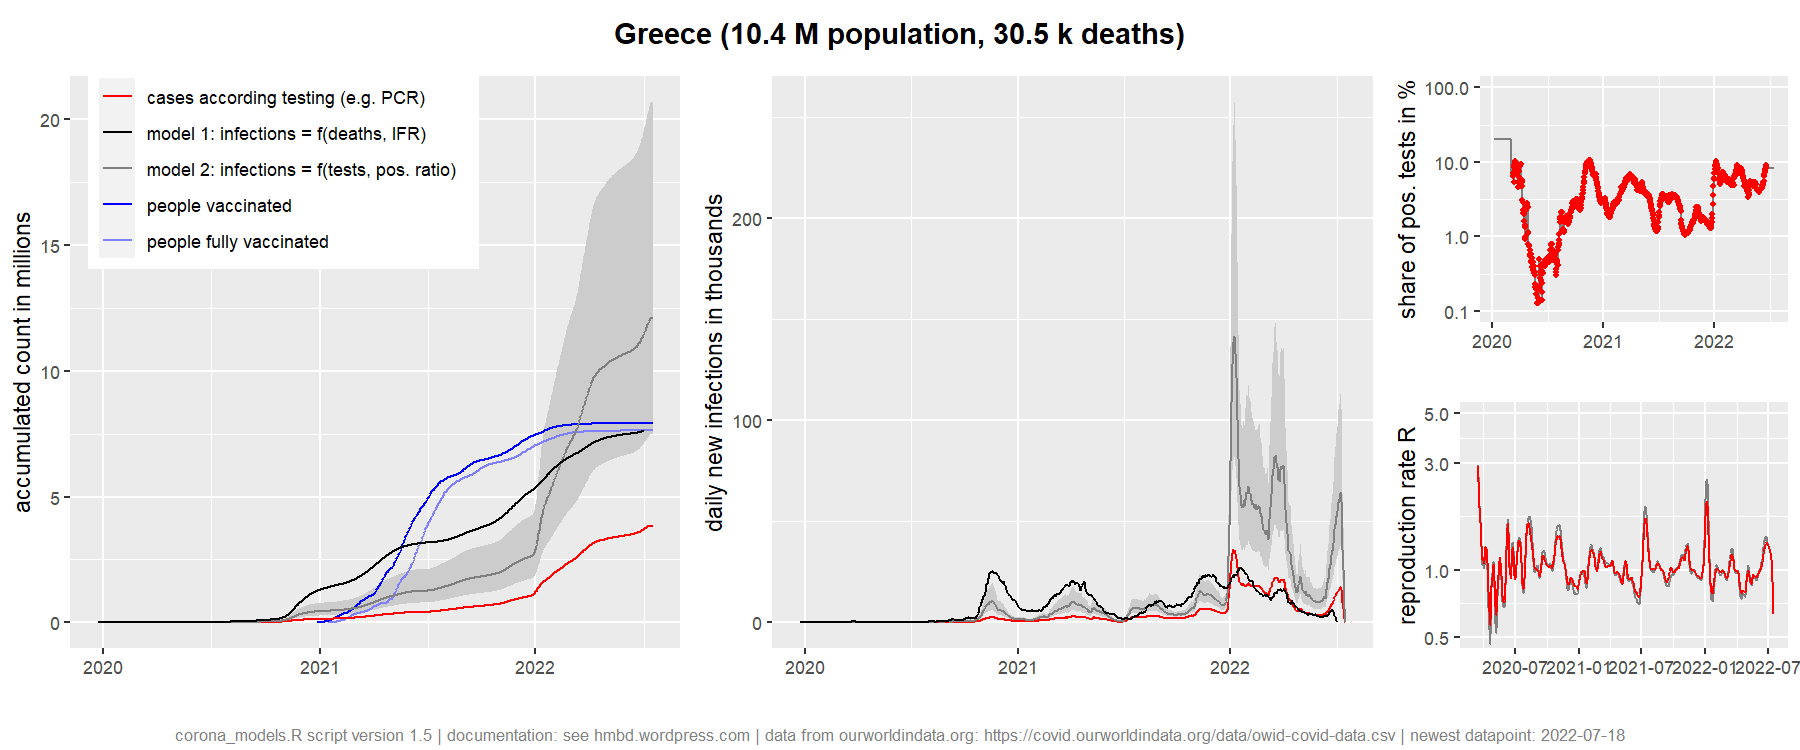 Greece (10.4 M population, 30.5 k deaths)
accumulated count in millions
20
15
10
5
0
2020
2021
2022
cases according testing (e.g. PCR)
model 1: infections = f(deaths, IFR)
model 2: infections = f(tests, pos. ratio)
people vaccinated
people fully vaccinated
daily new infections in thousands
200
100
0
2020
2021
2022
share of pos. tests in %
100.0
10.0
1.0
0.1
2020
2021
2022
reproduction rate R
5.0
3.0
1.0
0.5
2020-07
2021-01
2021-07
2022-01
2022-07
corona_models.R script version 1.5 | documentation: see hmbd.wordpress.com | data from ourworldindata.org: https://covid.ourworldindata.org/data/owid-covid-data.csv | newest datapoint: 2022-07-18